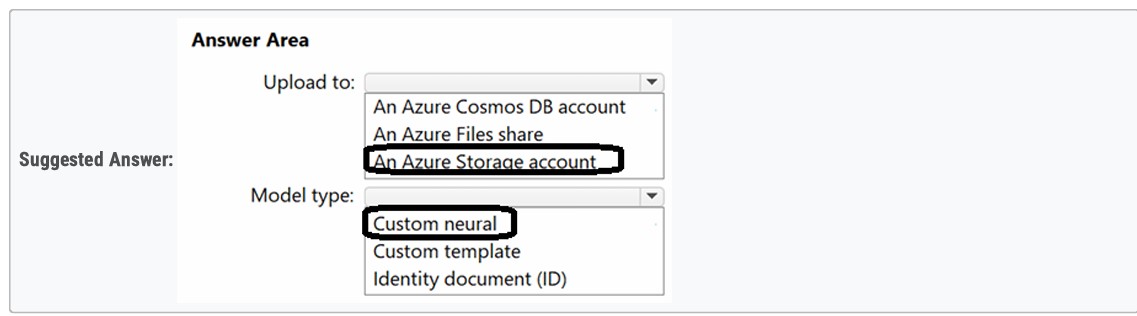 Answer Area
Upload to:
An Azure Cosmos DB account
An Azure Files share
Suggested Answer:
An Azure Storage account
Model type:
Custom neural
Custom template
Identity document (ID)